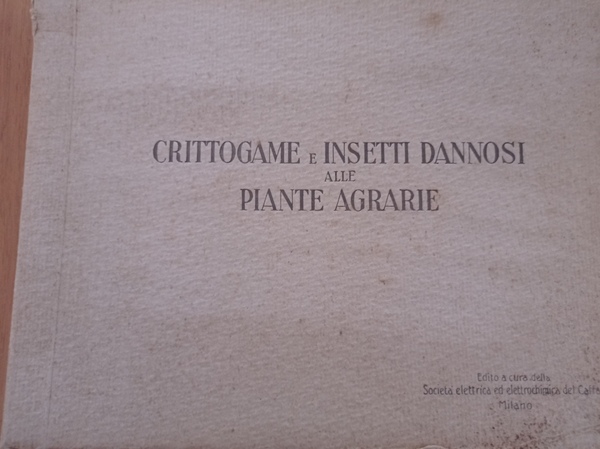 CRITTOGAME E INSETTI DANNOSI
ALLE
PIANTE AGRARIE
Edito a cura della
Società elettrica ed elettrochimica del
Milano